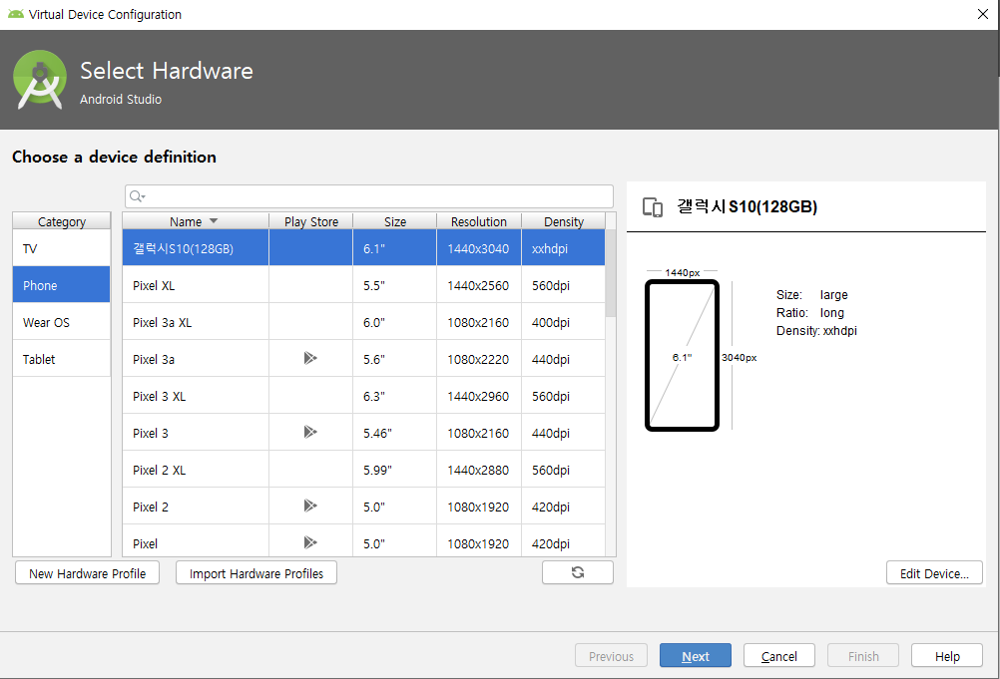 Virtual Device Configuration
Select Hardware
Android Studio
Choose a device definition
Category
TV
Phone
Wear OS
Tablet
Name Play Store Size Resolution Density
갤럭시S10(128GB) 6.1" 1440x3040 xxhdpi
Pixel XL 5.5" 1440x2560 560dpi
Pixel 3a XL 6.0" 1080x2160 400dpi
Pixel 3a 5.6" 1080x2220 440dpi
Pixel 3 XL 6.3" 1440x2960 560dpi
Pixel 3 5.46" 1080x2160 440dpi
Pixel 2 XL 5.99" 1440x2880 560dpi
Pixel 2 5.0" 1080x1920 420dpi
Pixel 5.0" 1080x1920 420dpi
New Hardware Profile Import Hardware Profiles
갤럭시S10(128GB)
1440px
6.1"
3040px
Size: large
Ratio: long
Density: xxhdpi
Edit Device...
Previous Next Cancel Finish Help